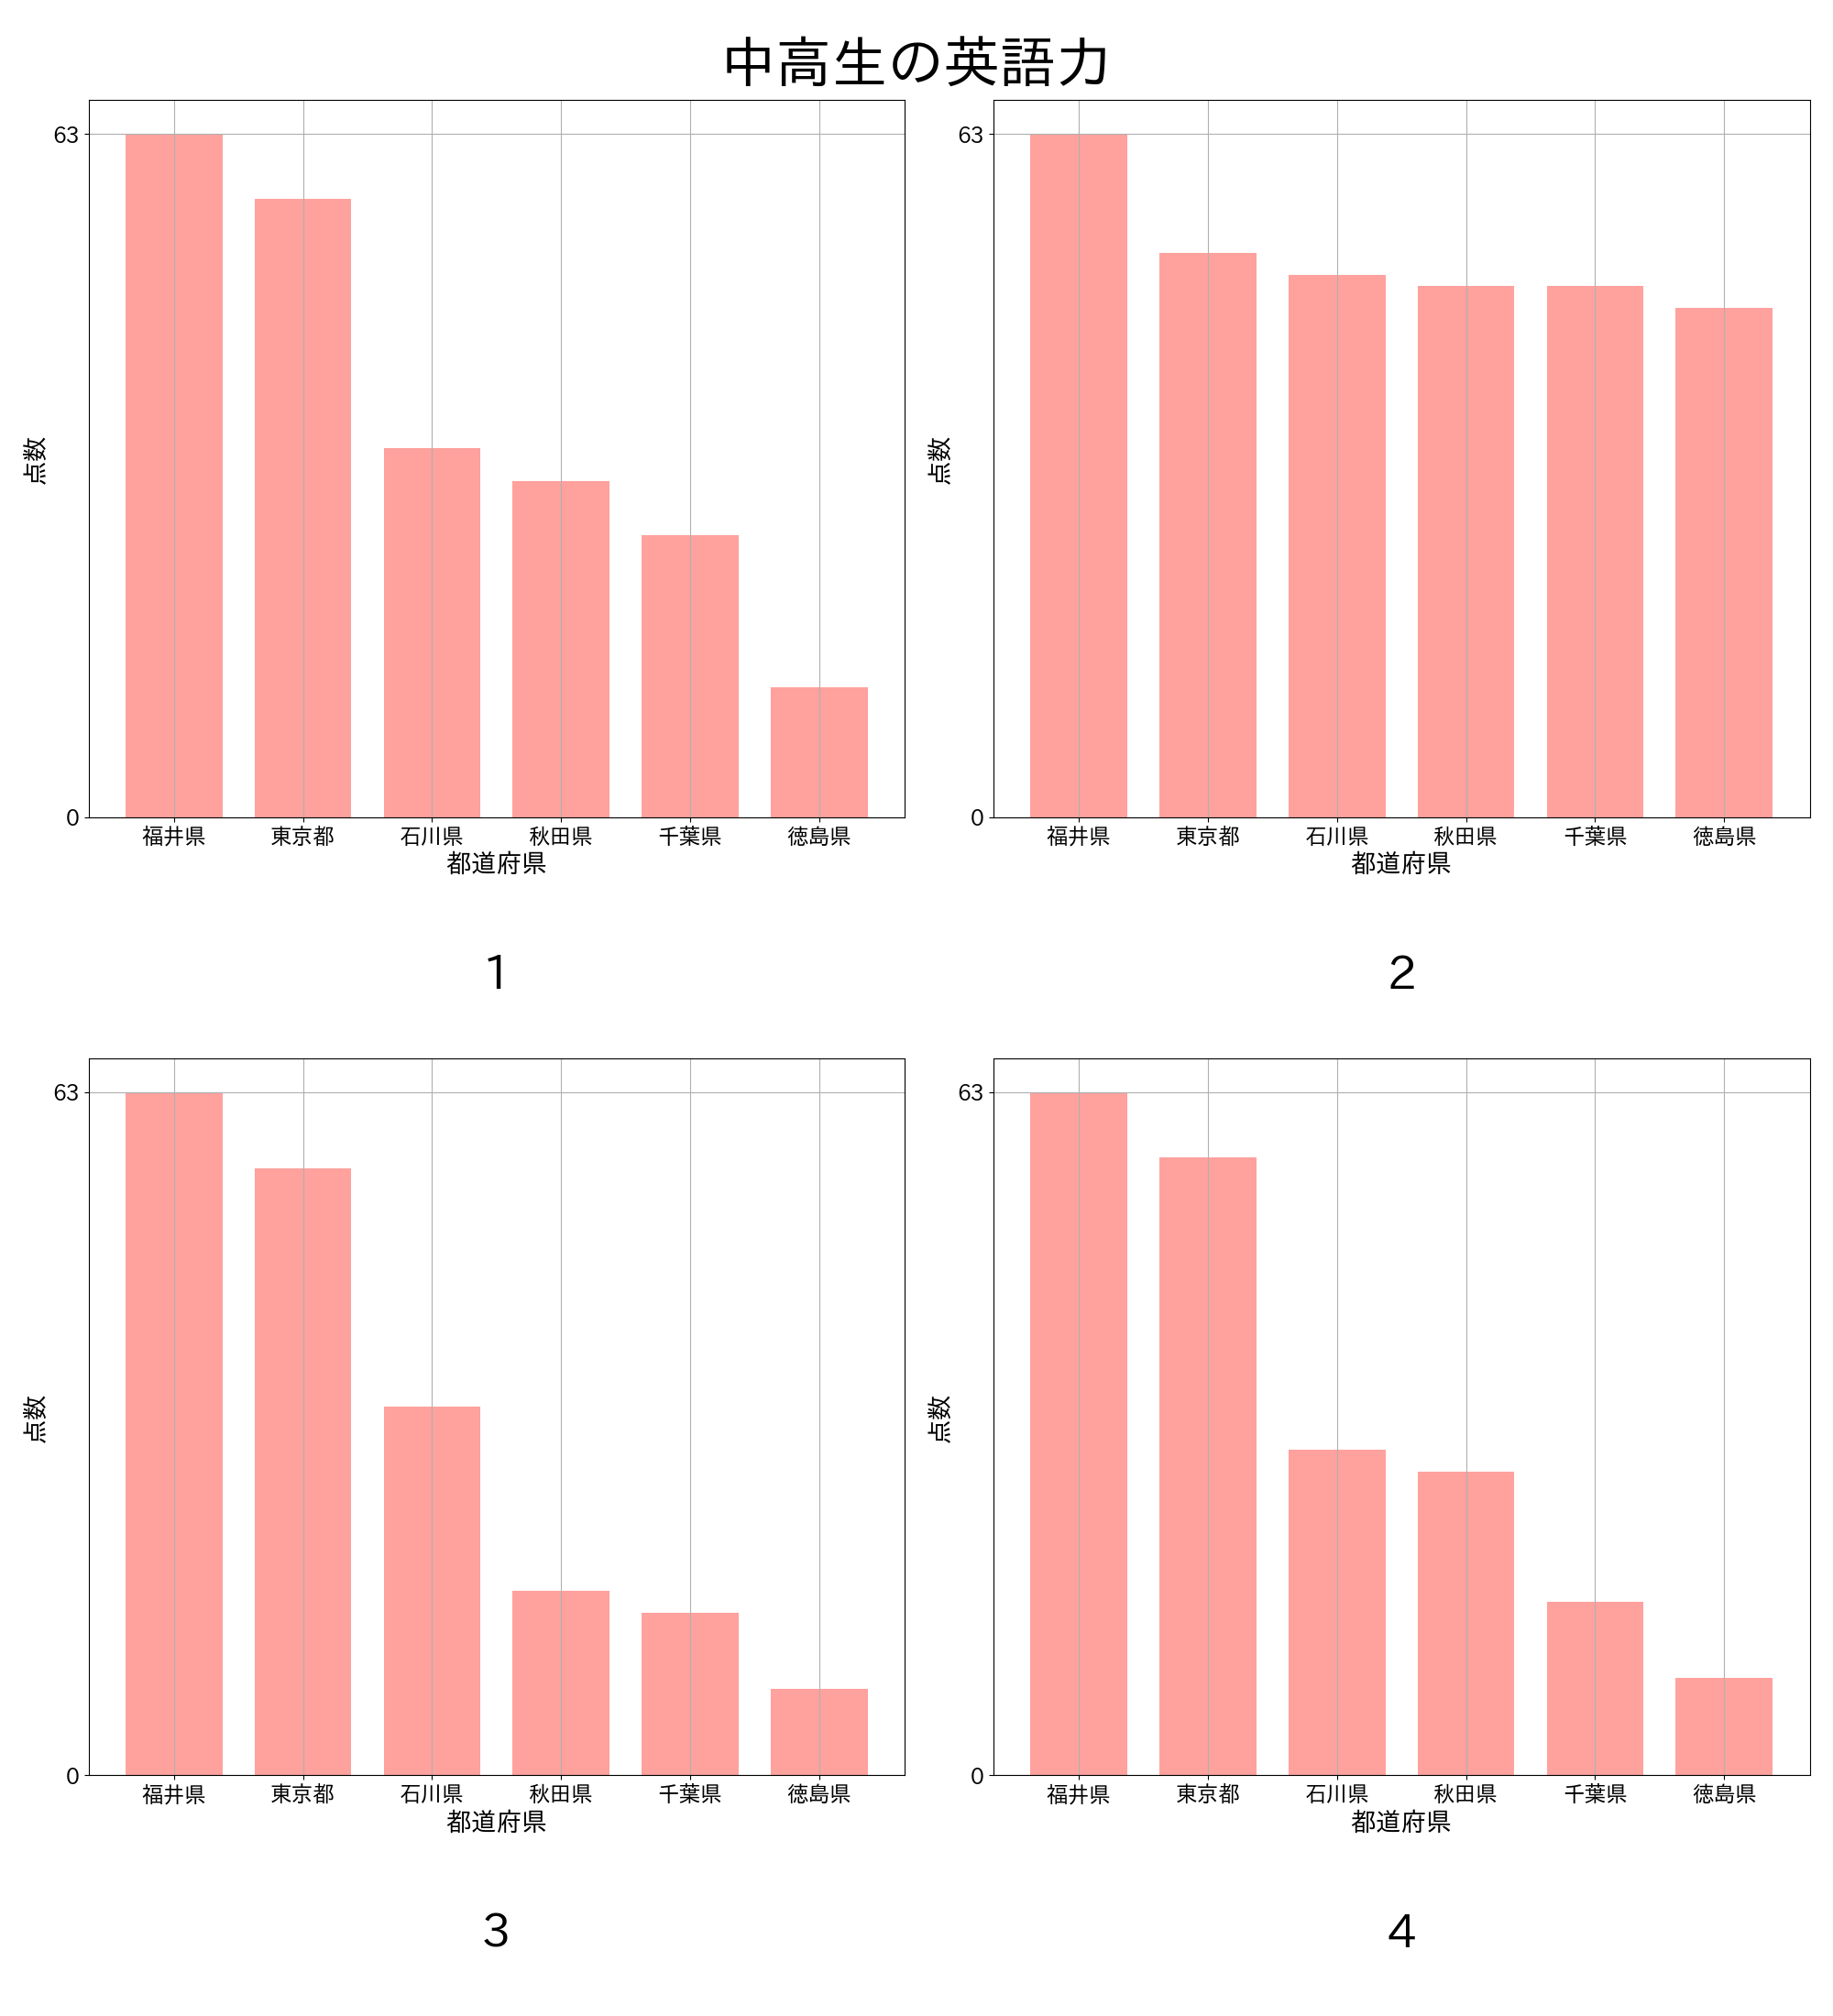 中高生の英語力
63
0
点数
福井県 東京都 石川県 秋田県 千葉県 徳島県
都道府県
1
63
0
点数
福井県 東京都 石川県 秋田県 千葉県 徳島県
都道府県
2
63
0
点数
福井県 東京都 石川県 秋田県 千葉県 徳島県
都道府県
3
63
0
点数
福井県 東京都 石川県 秋田県 千葉県 徳島県
都道府県
4